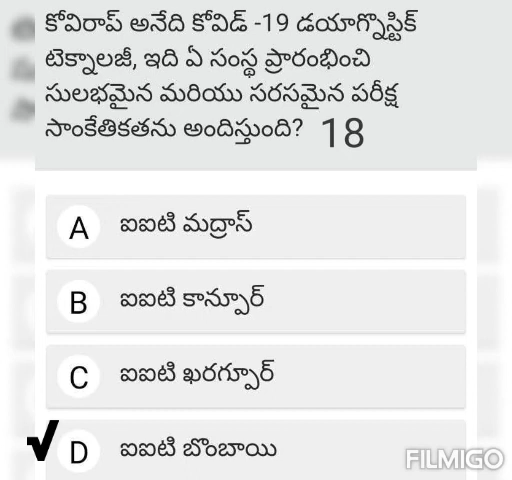 కోవిరాప్ అనేది కోవిడ్ -19 డయాగ్నొస్టిక్
టెక్నాలజీ, ఇది ఏ సంస్థ ప్రారంభించి
సులభమైన మరియు సరసమైన పరీక్ష
సాంకేతికతను అందిస్తుంది? 18
A ఐఐటి మద్రాస్
B ఐఐటి కాన్పూర్
C ఐఐటి ఖరగ్పూర్
✓ D ఐఐటి బొంబాయి
FILMIGO